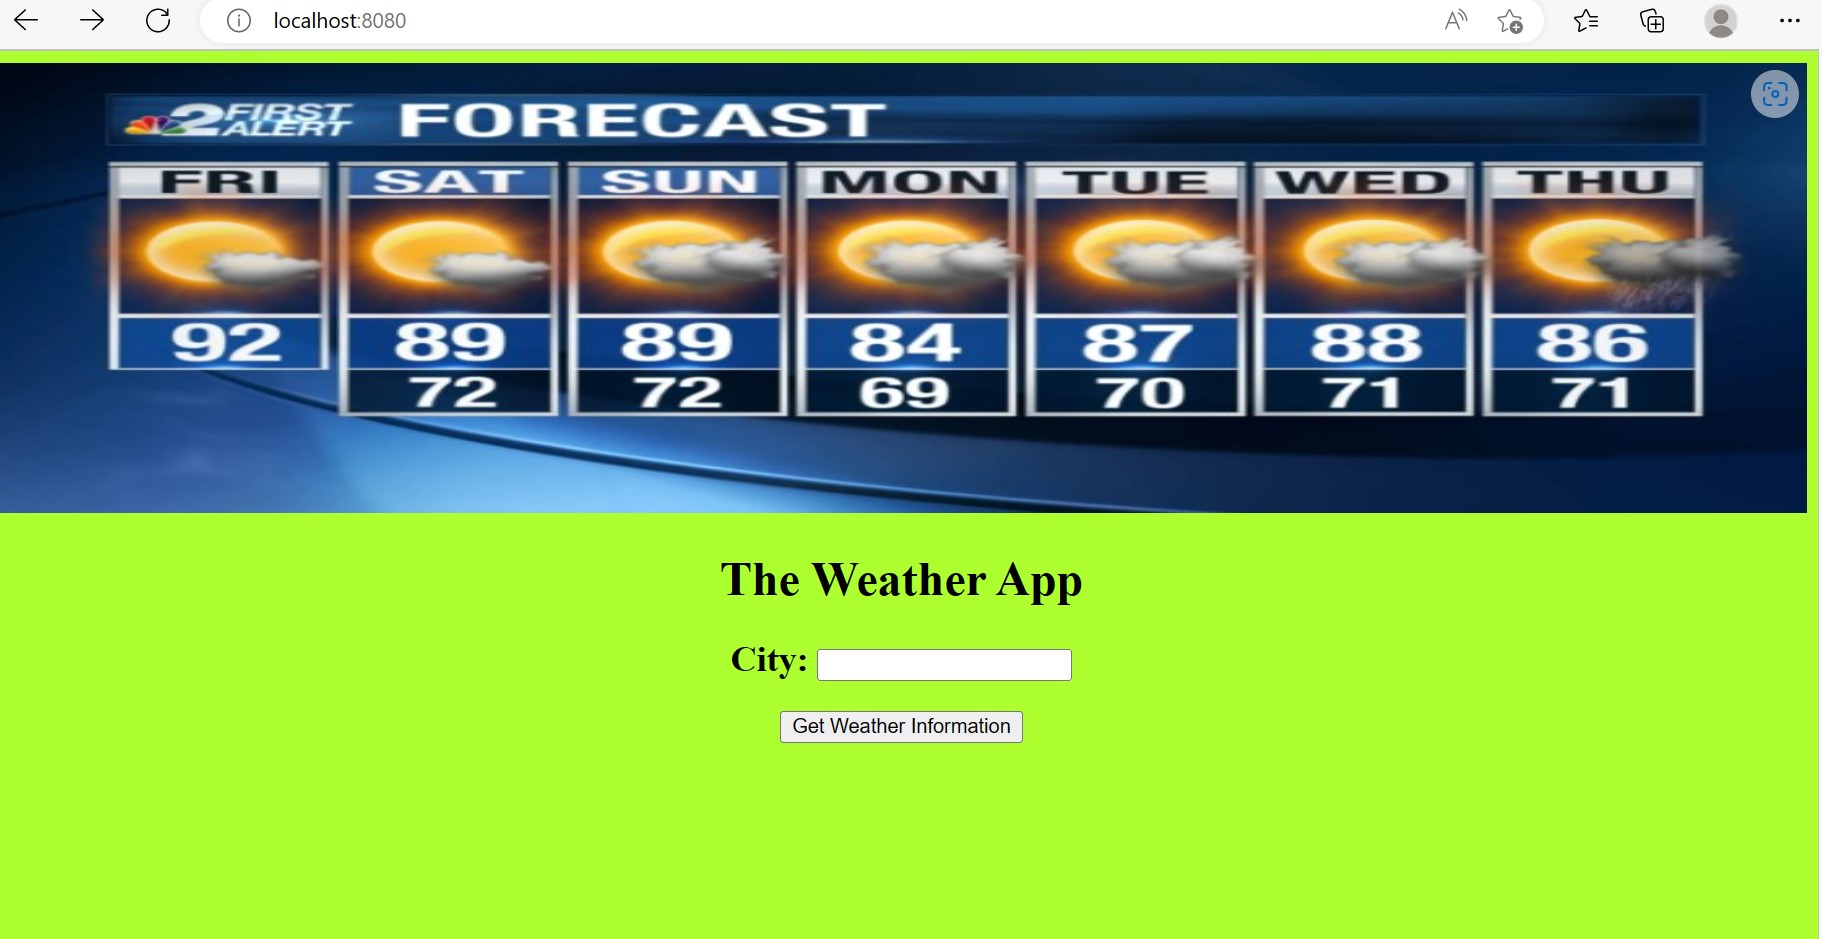 localhost:8080
2 FIRST ALERT FORECAST
FRI SAT SUN MON TUE WED THU
92 89 89 84 87 88 86
72 72 69 70 71 71
The Weather App
City:
Get Weather Information